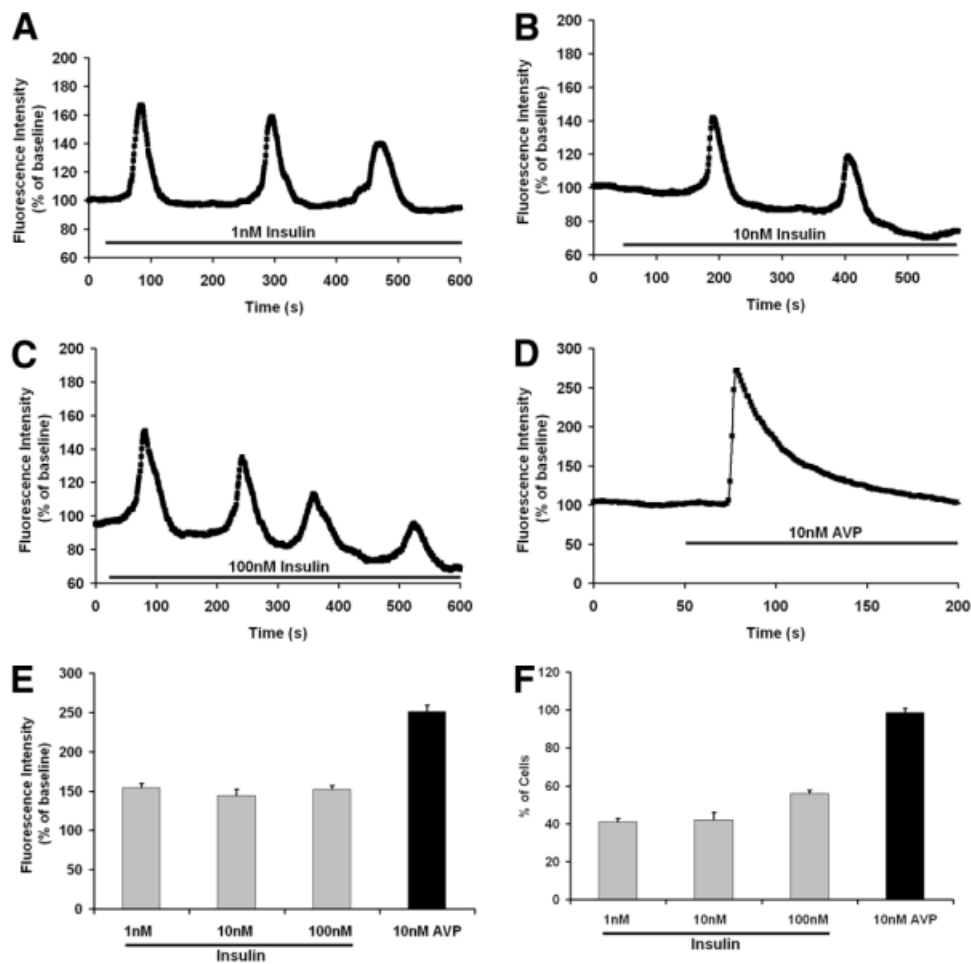 A
Fluorescence Intensity
(% of baseline)
200
180
160
140
120
100
80
60
1nM Insulin
0 100 200 300 400 500 600
Time (s)
B
Fluorescence Intensity
(% of baseline)
200
180
160
140
120
100
80
60
10nM Insulin
0 100 200 300 400 500
Time (s)
C
Fluorescence Intensity
(% of baseline)
200
180
160
140
120
100
80
60
100nM Insulin
0 100 200 300 400 500 600
Time (s)
D
Fluorescence Intensity
(% of baseline)
300
250
200
150
100
50
0
10nM AVP
0 50 100 150 200
Time (s)
E
Fluorescence Intensity
(% of baseline)
300
250
200
150
100
50
0
1nM 10nM 100nM 10nM AVP
Insulin
F
% of Cells
120
100
80
60
40
20
0
1nM 10nM 100nM 10nM AVP
Insulin